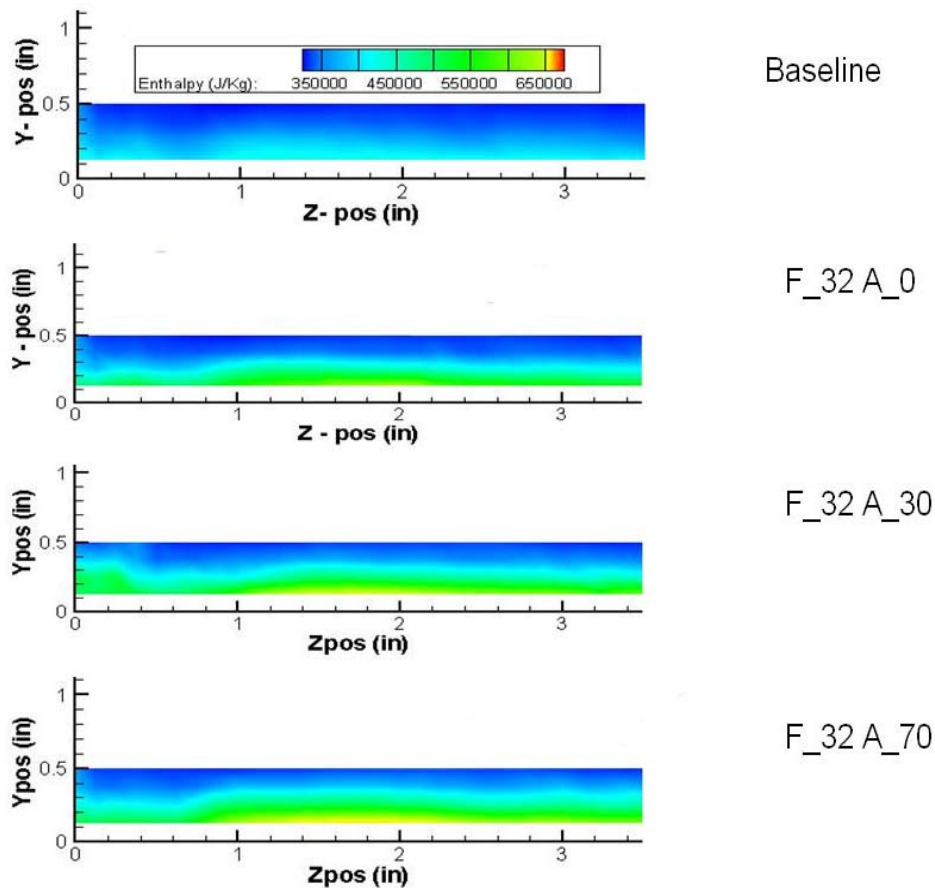 1
Y- pos (in)
Enthalpy (J/Kg): 350000 450000 550000 650000
Baseline
0.5
0
0 1 2 3
Z- pos (in)
1
Y - pos (in)
F_32 A_0
0.5
0
0 1 2 3
Z - pos (in)
1
Ypos (in)
F_32 A_30
0.5
0
0 1 2 3
Zpos (in)
1
Ypos (in)
F_32 A_70
0.5
0
0 1 2 3
Zpos (in)